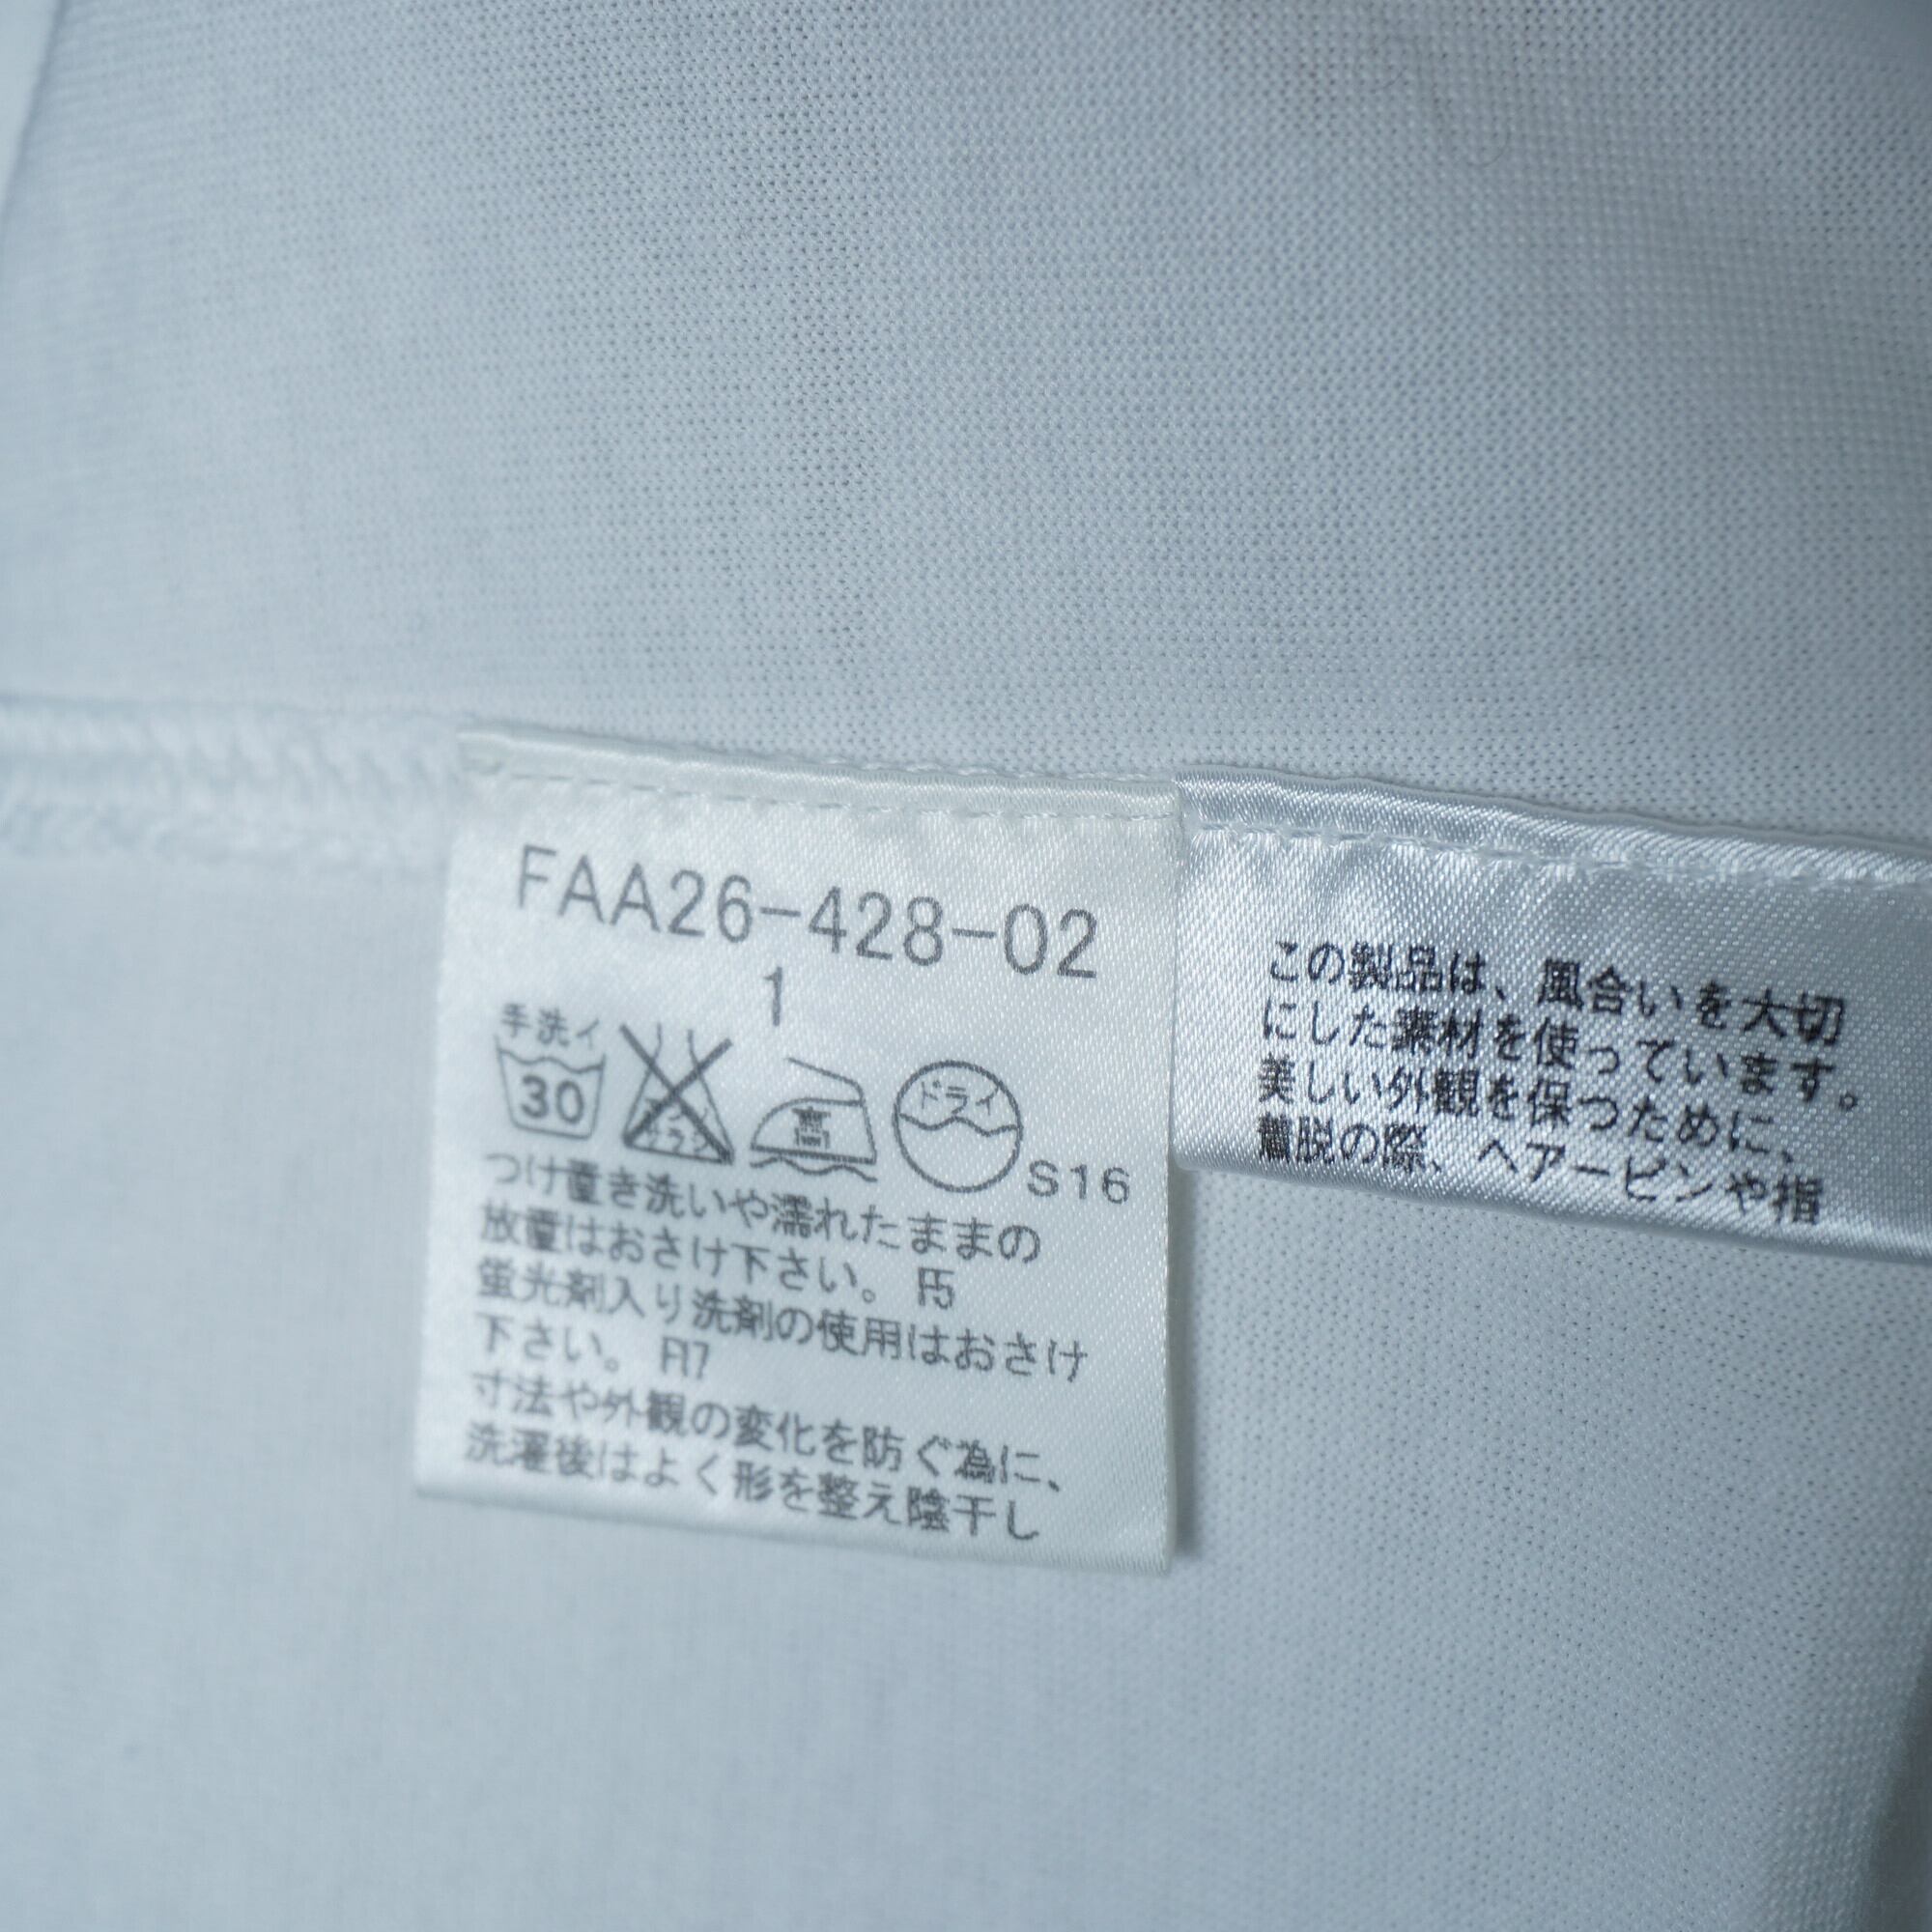 FAA26-428-02
1
手洗イ
30
エンソ
サラシ
高
ドライ
S16
つけ置き洗いや濡れたままの
放置はおさけ下さい。 F5
蛍光剤入り洗剤の使用はおさけ
下さい。 F17
寸法や外観の変化を防ぐ為に、
洗濯後はよく形を整え陰干し
この製品は、風合いを大切
にした素材を使っています。
美しい外観を保つために、
着脱の際、ヘアーピンや指